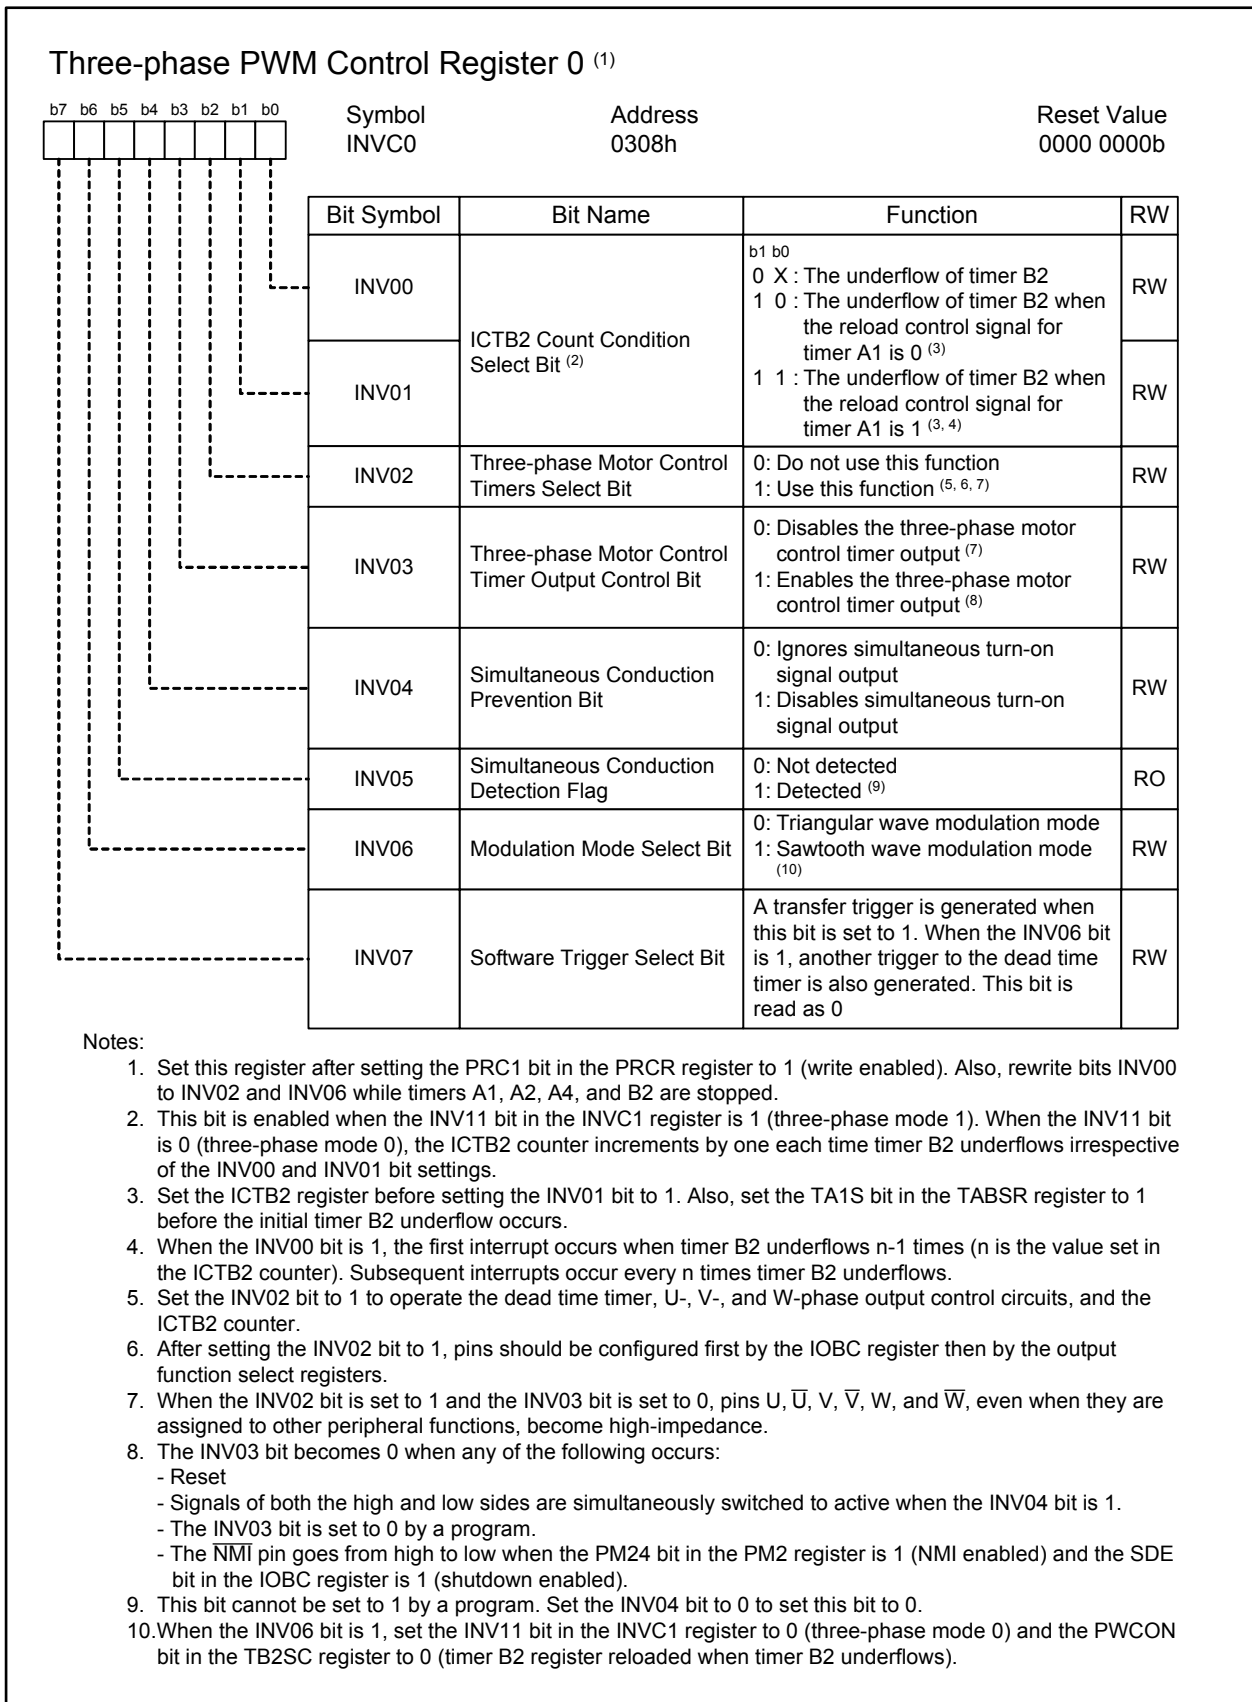 Three-phase PWM Control Register 0 (1)
b7 b6 b5 b4 b3 b2 b1 b0
Symbol Address Reset Value
INVC0 0308h 0000 0000b
Bit Symbol Bit Name Function RW
INV00
ICTB2 Count Condition
Select Bit (2)
b1 b0
0 X : The underflow of timer B2
1 0 : The underflow of timer B2 when
the reload control signal for
timer A1 is 0 (3)
1 1 : The underflow of timer B2 when
the reload control signal for
timer A1 is 1 (3, 4)
RW
INV01
RW
INV02
Three-phase Motor Control
Timers Select Bit
0: Do not use this function
1: Use this function (5, 6, 7)
RW
INV03
Three-phase Motor Control
Timer Output Control Bit
0: Disables the three-phase motor
control timer output (7)
1: Enables the three-phase motor
control timer output (8)
RW
INV04
Simultaneous Conduction
Prevention Bit
0: Ignores simultaneous turn-on
signal output
1: Disables simultaneous turn-on
signal output
RW
INV05
Simultaneous Conduction
Detection Flag
0: Not detected
1: Detected (9)
RO
INV06
Modulation Mode Select Bit
0: Triangular wave modulation mode
1: Sawtooth wave modulation mode
(10)
RW
INV07
Software Trigger Select Bit
A transfer trigger is generated when
this bit is set to 1. When the INV06 bit
is 1, another trigger to the dead time
timer is also generated. This bit is
read as 0
RW
Notes:
1. Set this register after setting the PRC1 bit in the PRCR register to 1 (write enabled). Also, rewrite bits INV00
to INV02 and INV06 while timers A1, A2, A4, and B2 are stopped.
2. This bit is enabled when the INV11 bit in the INVC1 register is 1 (three-phase mode 1). When the INV11 bit
is 0 (three-phase mode 0), the ICTB2 counter increments by one each time timer B2 underflows irrespective
of the INV00 and INV01 bit settings.
3. Set the ICTB2 register before setting the INV01 bit to 1. Also, set the TA1S bit in the TABSR register to 1
before the initial timer B2 underflow occurs.
4. When the INV00 bit is 1, the first interrupt occurs when timer B2 underflows n-1 times (n is the value set in
the ICTB2 counter). Subsequent interrupts occur every n times timer B2 underflows.
5. Set the INV02 bit to 1 to operate the dead time timer, U-, V-, and W-phase output control circuits, and the
ICTB2 counter.
6. After setting the INV02 bit to 1, pins should be configured first by the IOBC register then by the output
function select registers.
7. When the INV02 bit is set to 1 and the INV03 bit is set to 0, pins U, U̅, V, V̅, W, and W̅, even when they are
assigned to other peripheral functions, become high-impedance.
8. The INV03 bit becomes 0 when any of the following occurs:
- Reset
- Signals of both the high and low sides are simultaneously switched to active when the INV04 bit is 1.
- The INV03 bit is set to 0 by a program.
- The N̅M̅I̅ pin goes from high to low when the PM24 bit in the PM2 register is 1 (NMI enabled) and the SDE
bit in the IOBC register is 1 (shutdown enabled).
9. This bit cannot be set to 1 by a program. Set the INV04 bit to 0 to set this bit to 0.
10.When the INV06 bit is 1, set the INV11 bit in the INVC1 register to 0 (three-phase mode 0) and the PWCON
bit in the TB2SC register to 0 (timer B2 register reloaded when timer B2 underflows).